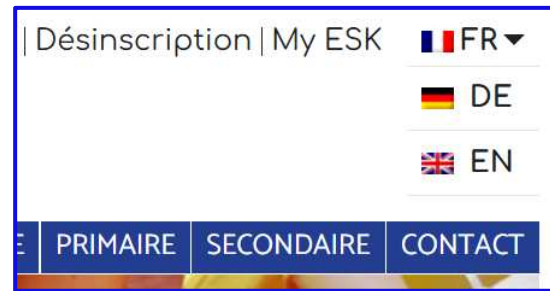 | Désinscription | My ESK FR
DE
EN
PRIMAIRE SECONDAIRE CONTACT